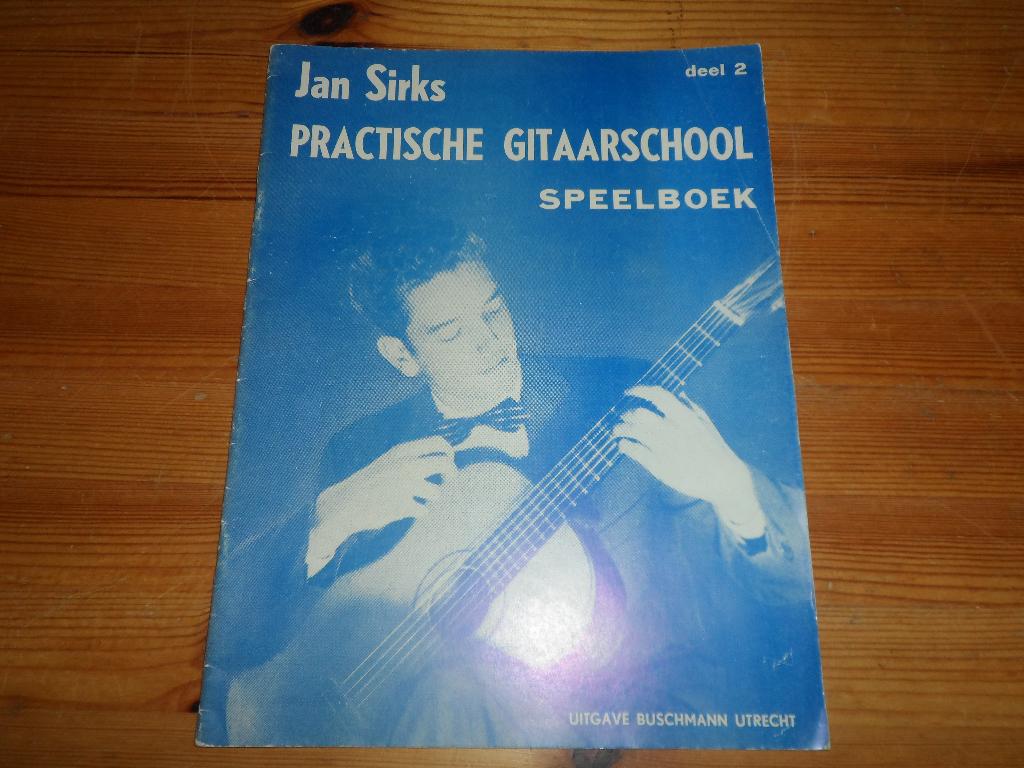 Jan Sirks
deel 2
PRACTISCHE GITAARSCHOOL
SPEELBOEK
UITGAVE BUSCHMANN UTRECHT